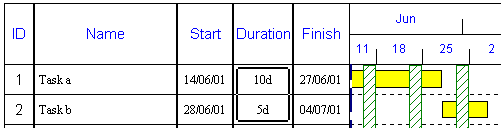 Jun
ID Name Start Duration Finish
11 18 25 2
1 Task a 14/06/01 10d 27/06/01
2 Task b 28/06/01 5d 04/07/01